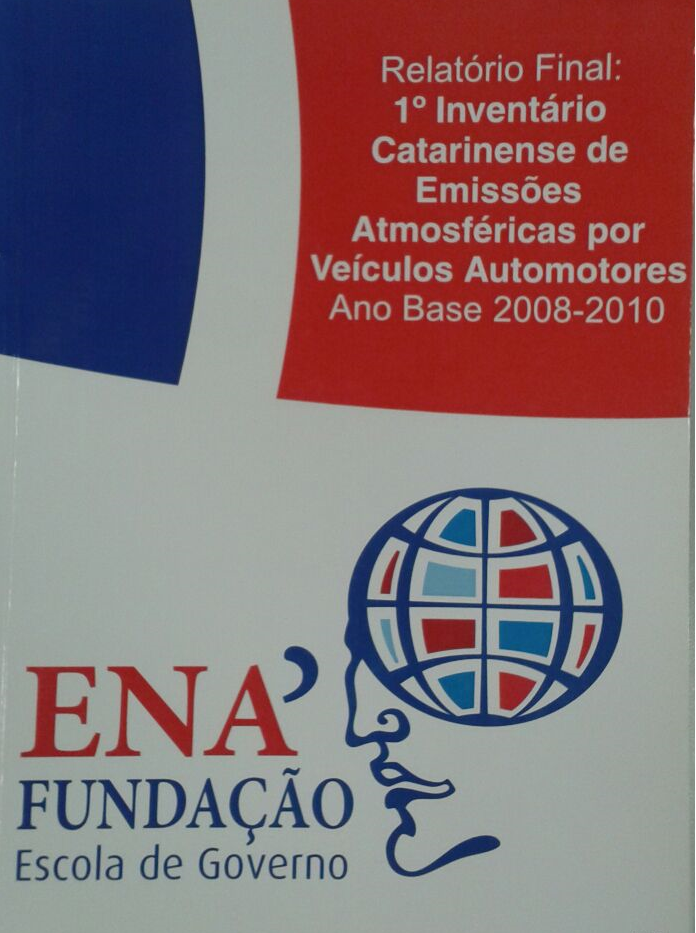 Relatório Final:
1º Inventário
Catarinense de
Emissões
Atmosféricas por
Veículos Automotores
Ano Base 2008-2010
ENA’
FUNDAÇÃO
Escola de Governo